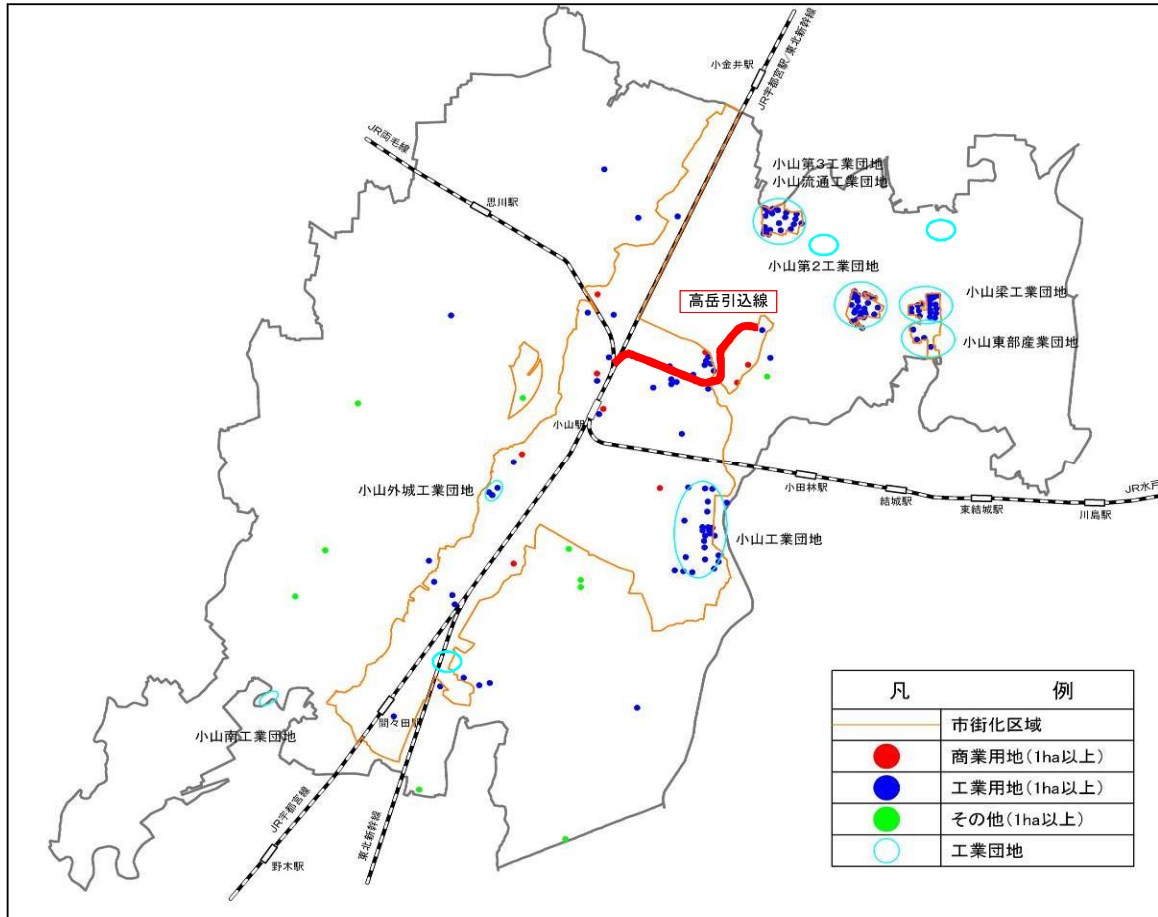 小金井駅
JR宇都宮線/東北新幹線
JR両毛線
思川駅
小山第3工業団地
小山流通工業団地
小山第2工業団地
小山梁工業団地
小山東部産業団地
高岳引込線
小山駅
小田林駅
結城駅
東結城駅
川島駅
JR水戸
小山外城工業団地
小山工業団地
小山南工業団地
間々田駅
JR宇都宮線
東北新幹線
野木駅
凡 例
市街化区域
商業用地(1ha以上)
工業用地(1ha以上)
その他(1ha以上)
工業団地